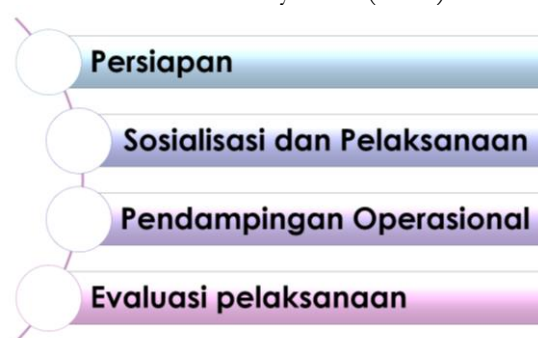 Persiapan
Sosialisasi dan Pelaksanaan
Pendampingan Operasional
Evaluasi pelaksanaan